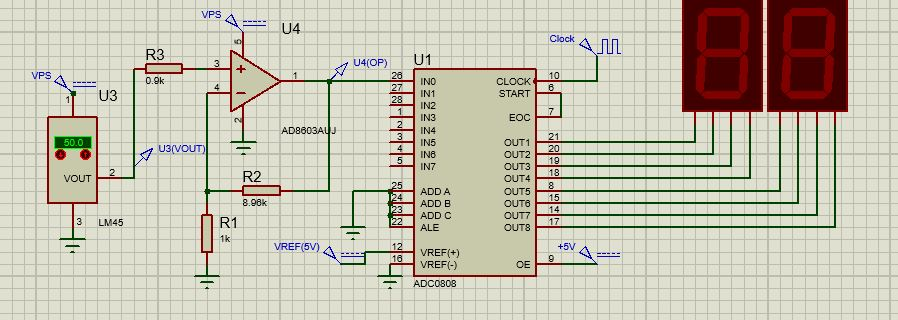 VPS
U4
5
R3
3
1
U4(OP)
0.9k
4
2
AD8603AUJ
VPS
1
U3
50.0
U3(VOUT)
VOUT
2
3
LM45
R2
8.96k
R1
1k
U1
26 IN0
27 IN1
28 IN2
1 IN3
2 IN4
3 IN5
4 IN6
5 IN7
25 ADD A
24 ADD B
23 ADD C
22 ALE
12 VREF(+)
16 VREF(-)
VREF(5V)
ADC0808
Clock
CLOCK 10
START 6
EOC 7
OUT1 21
OUT2 20
OUT3 19
OUT4 18
OUT5 8
OUT6 15
OUT7 14
OUT8 17
OE 9
+5V